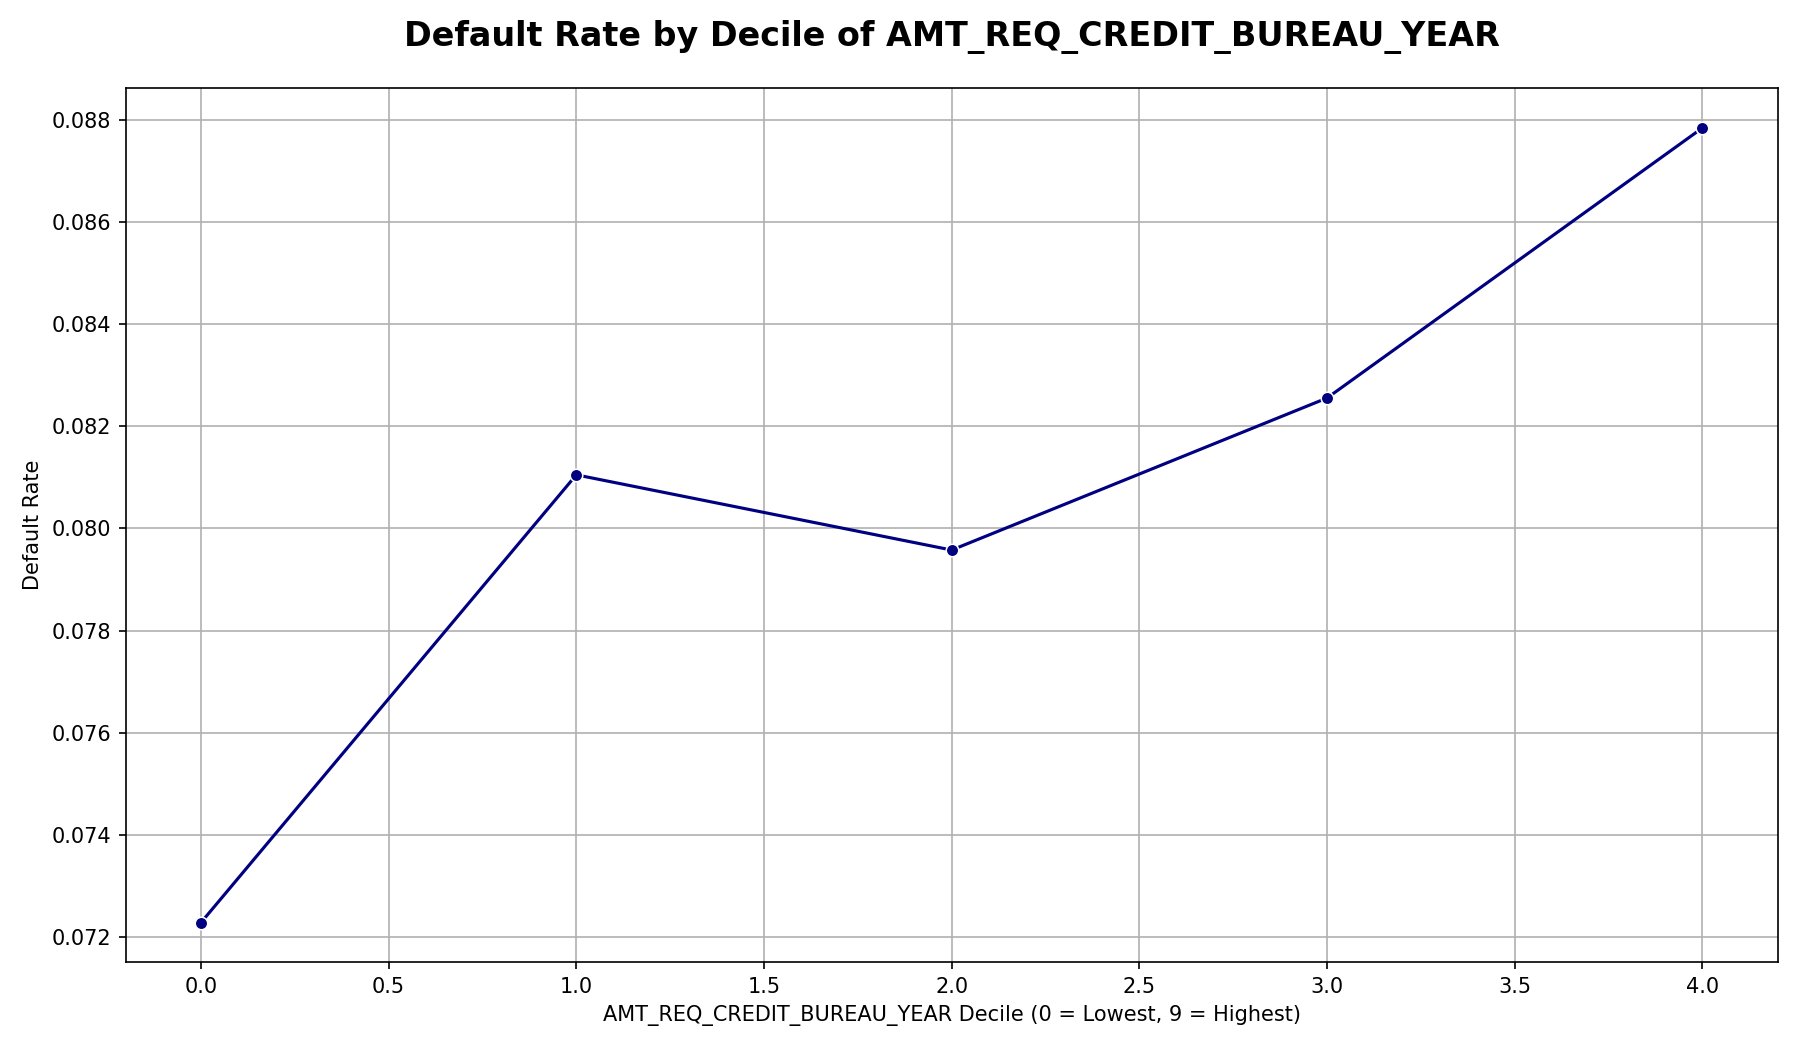 Default Rate by Decile of AMT_REQ_CREDIT_BUREAU_YEAR
0.088
0.086
0.084
0.082
0.080
0.078
0.076
0.074
0.072
Default Rate
0.0 0.5 1.0 1.5 2.0 2.5 3.0 3.5 4.0
AMT_REQ_CREDIT_BUREAU_YEAR Decile (0 = Lowest, 9 = Highest)